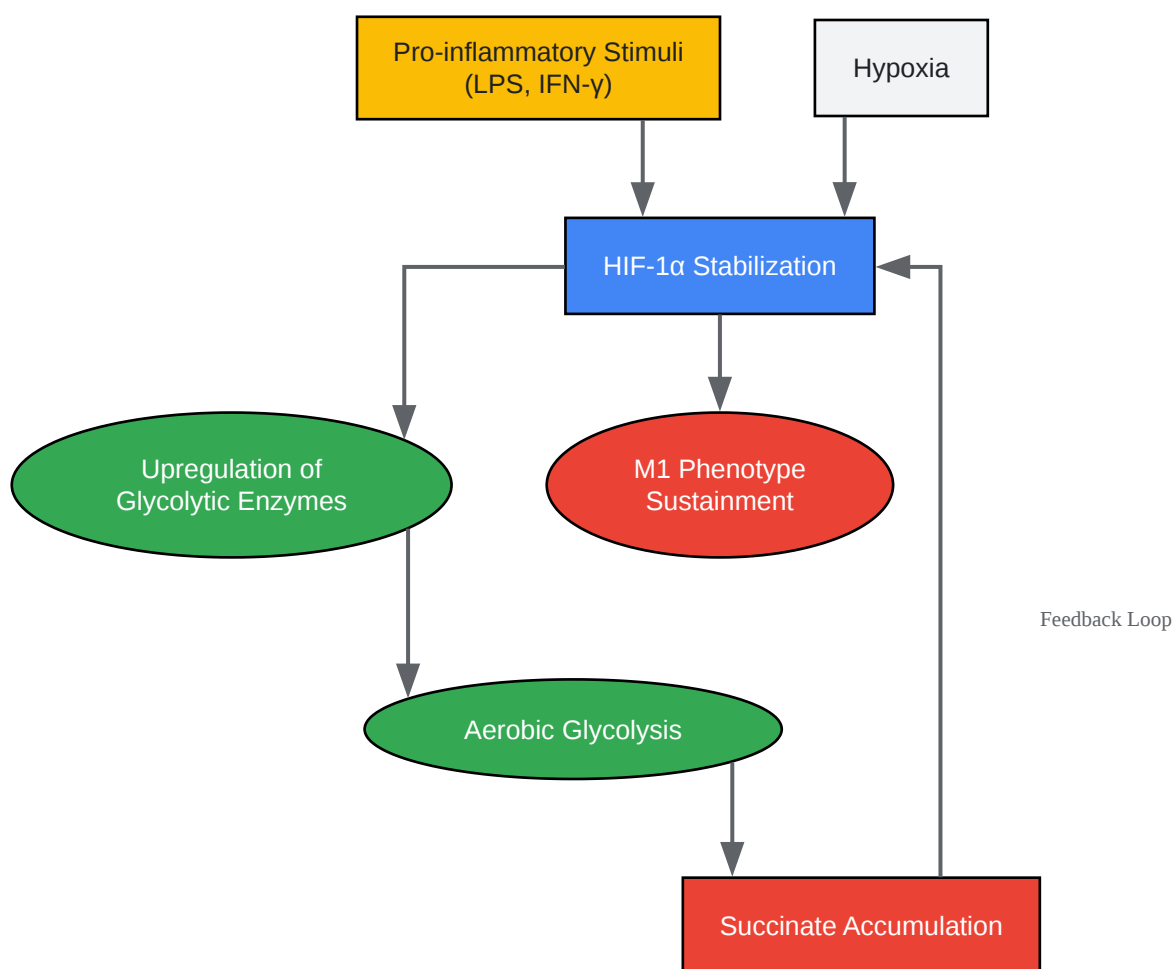 Pro-inflammatory Stimuli
(LPS, IFN-γ)
Hypoxia
HIF-1α Stabilization
Upregulation of
Glycolytic Enzymes
M1 Phenotype
Sustainment
Feedback Loop
Aerobic Glycolysis
Succinate Accumulation